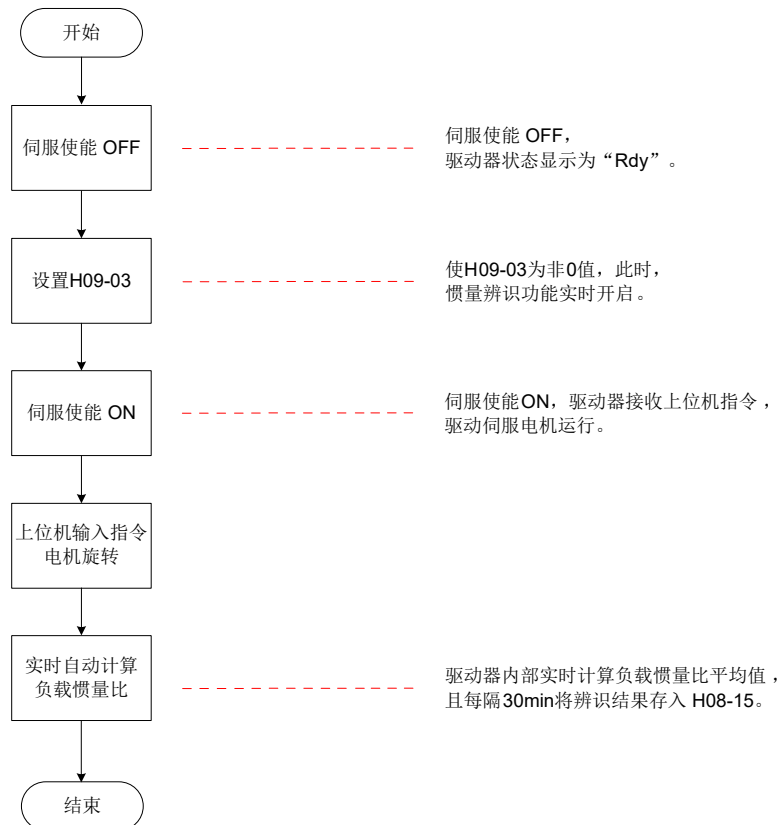 开始
伺服使能 OFF
伺服使能 OFF，
驱动器状态显示为“Rdy”。
设置H09-03
使H09-03为非0值，此时，
惯量辨识功能实时开启。
伺服使能 ON
伺服使能ON，驱动器接收上位机指令，
驱动伺服电机运行。
上位机输入指令
电机旋转
实时自动计算
负载惯量比
驱动器内部实时计算负载惯量比平均值，
且每隔30min将辨识结果存入 H08-15。
结束